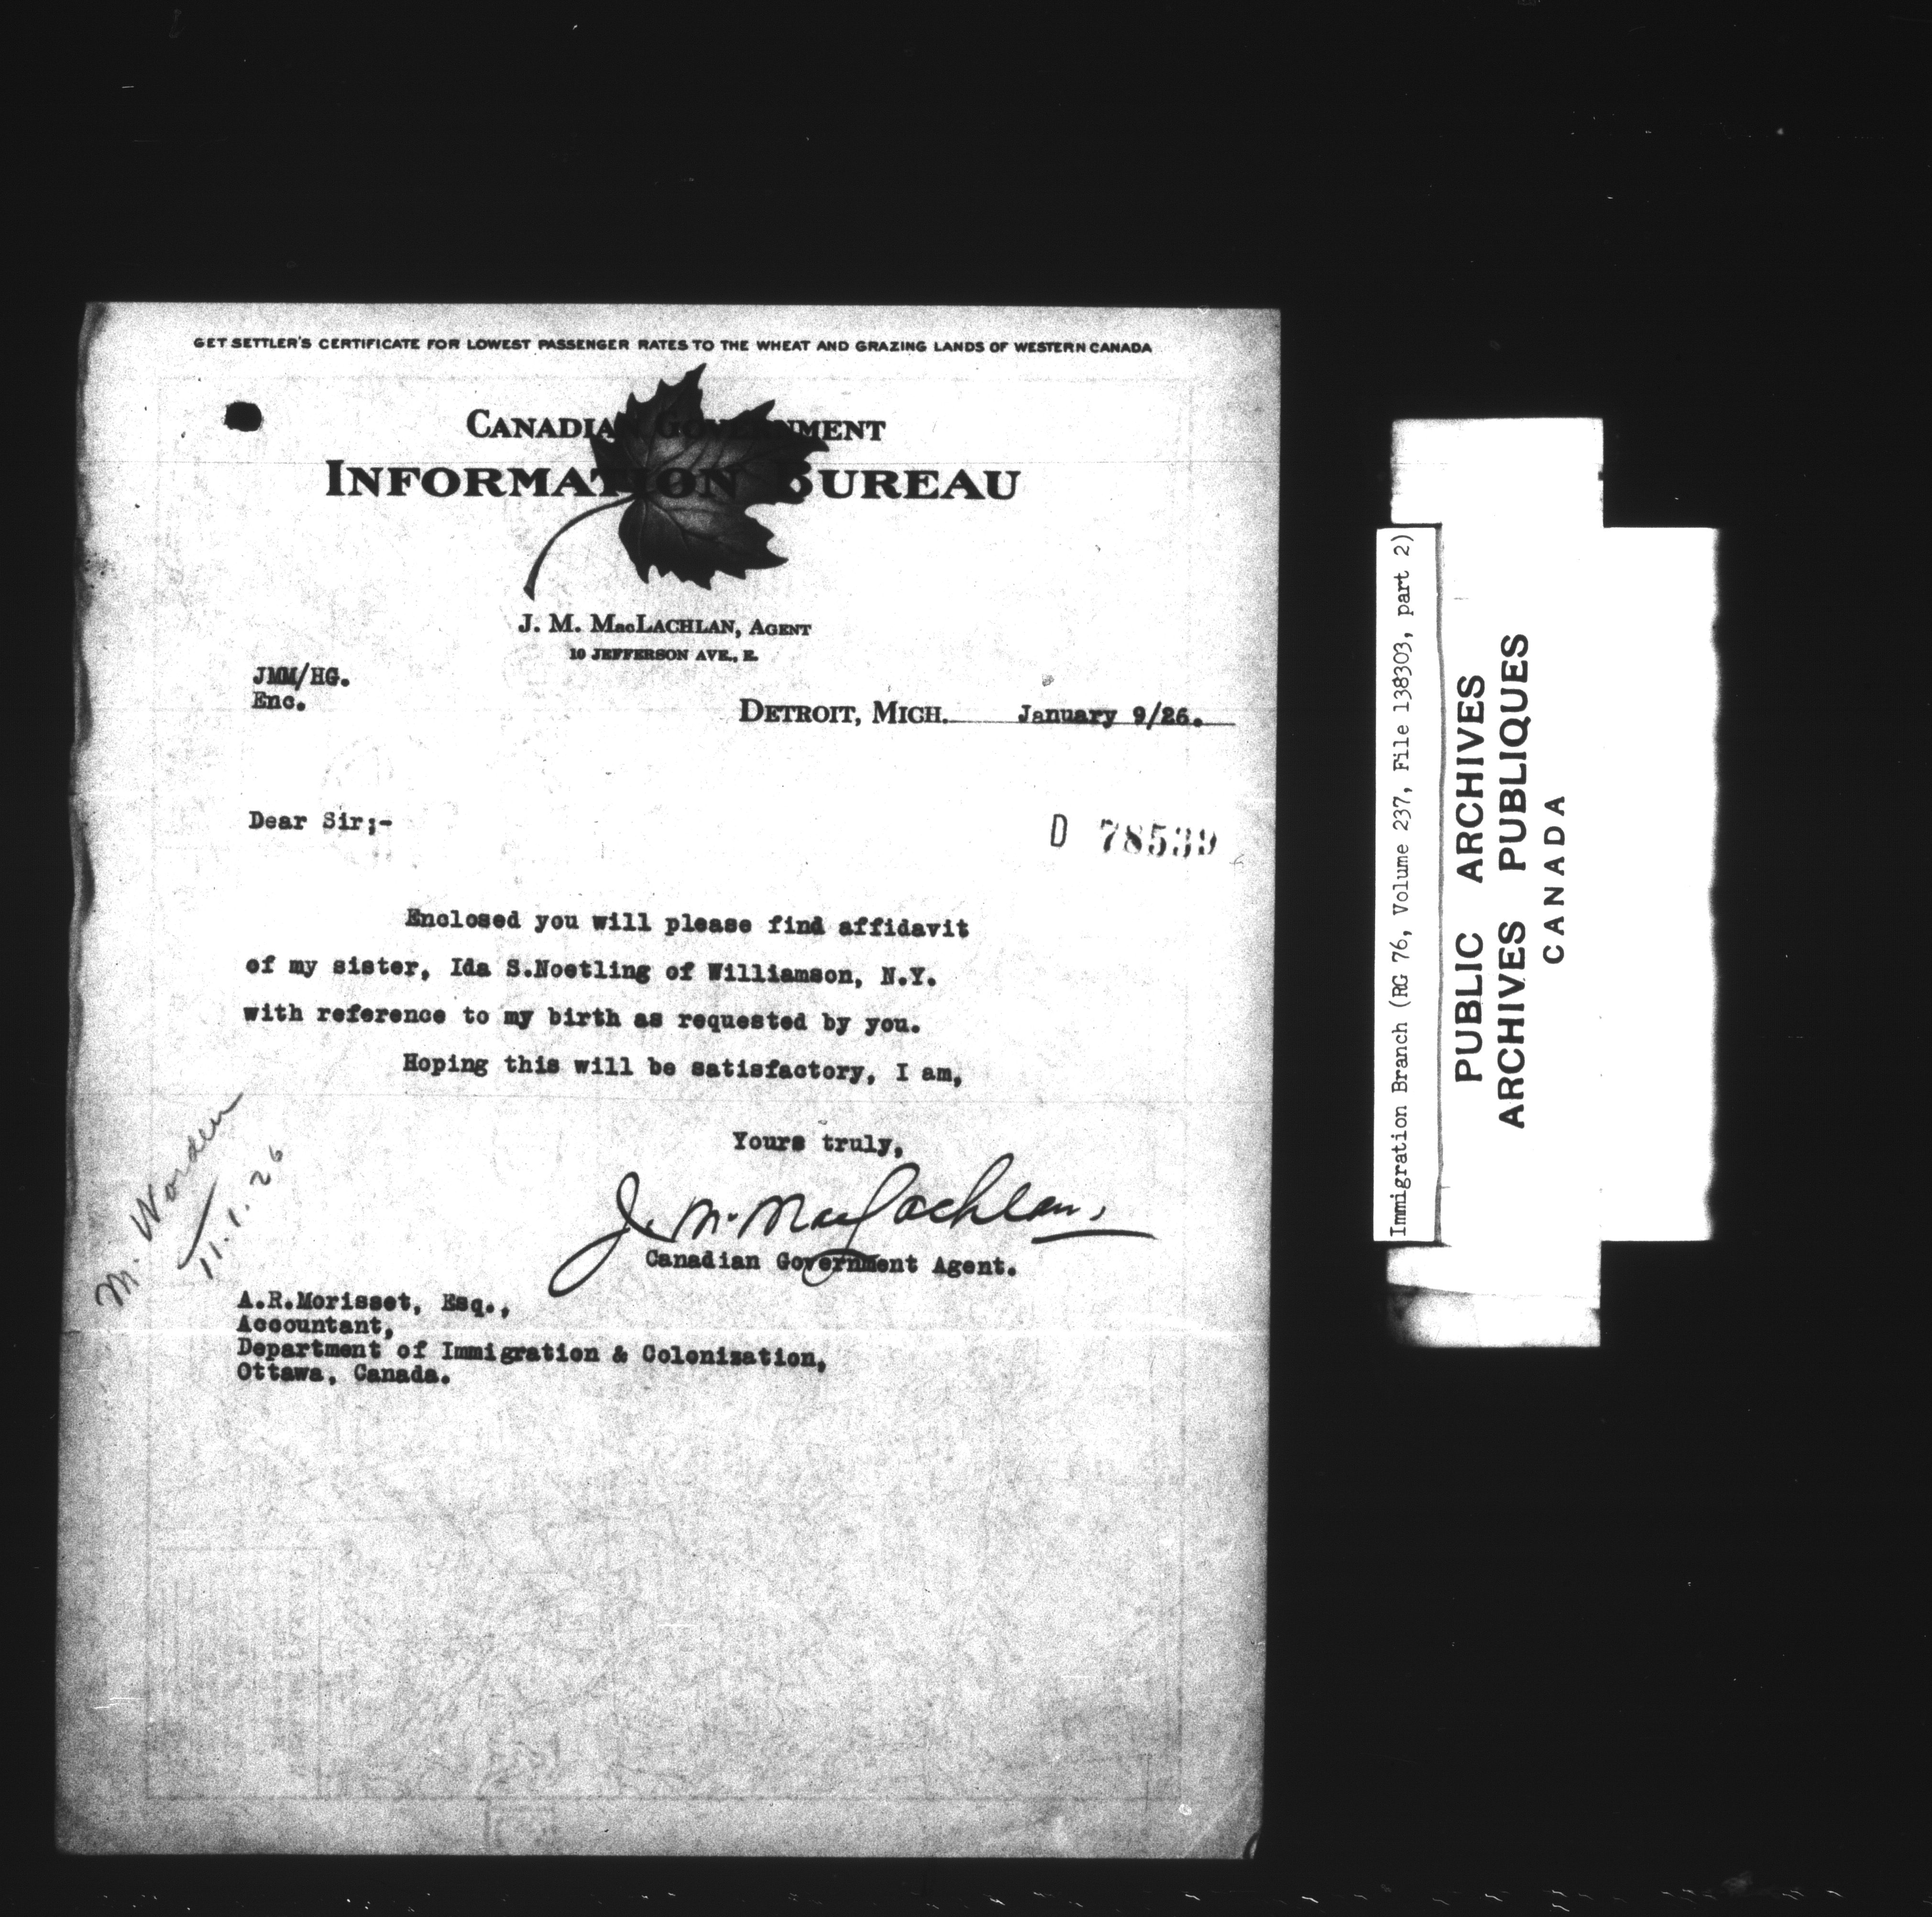 GET SETTLER'S CERTIFICATE FOR LOWEST PASSENGER RATES TO THE WHEAT AND GRAZING LANDS OF WESTERN CANADA
CANADIAN GOVERNMENT
INFORMATION BUREAU
J. M. MacLACHLAN, AGENT
10 JEFFERSON AVE., E.
JMM/HG.
Enc.
DETROIT, MICH. January 9/26.
Dear Sir;-
D 78539
Enclosed you will please find affidavit
of my sister, Ida S.Noetling of Williamson, N.Y.
with reference to my birth as requested by you.
Hoping this will be satisfactory, I am,
Yours truly,
J. M. MacLachlan,
Canadian Government Agent.
M. Worden
11.1.26
A.R.Morisset, Esq.,
Accountant,
Department of Immigration & Colonization,
Ottawa, Canada.
Immigration Branch (RG 76, Volume 237, File 138303, part 2)
PUBLIC ARCHIVES
ARCHIVES PUBLIQUES
CANADA